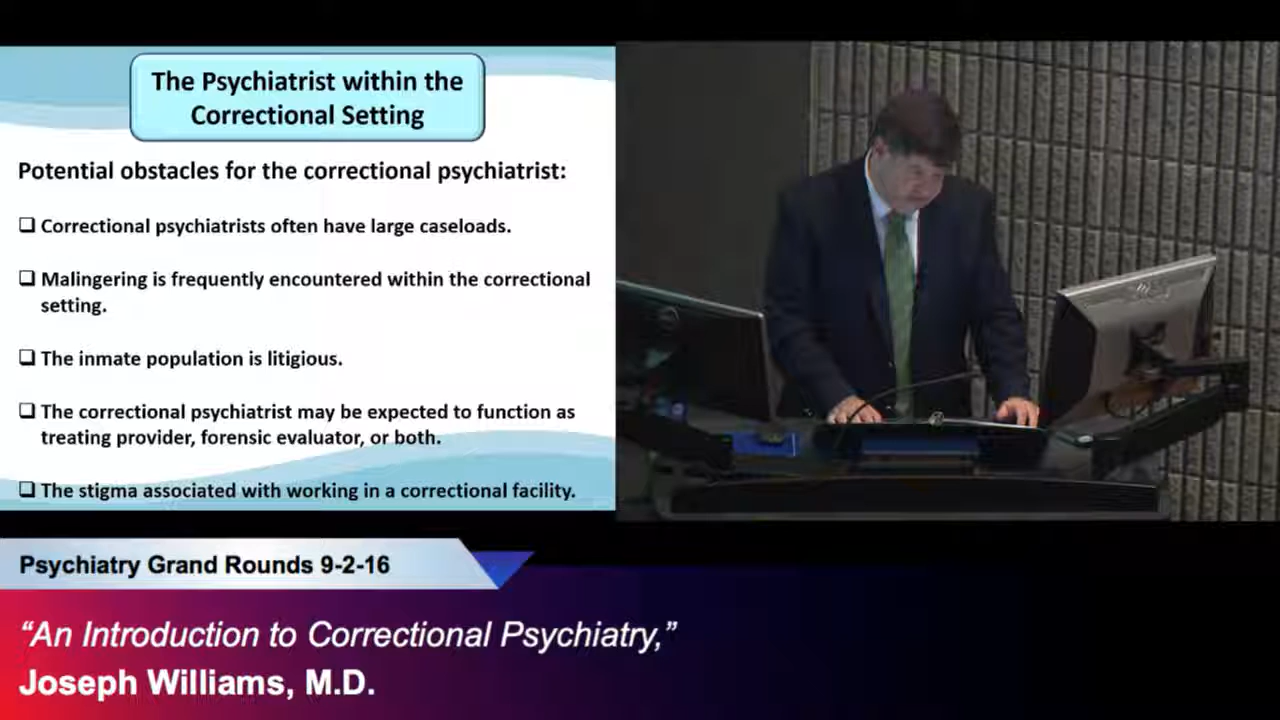 The Psychiatrist within the
Correctional Setting
Potential obstacles for the correctional psychiatrist:
❑ Correctional psychiatrists often have large caseloads.
❑ Malingering is frequently encountered within the correctional
setting.
❑ The inmate population is litigious.
❑ The correctional psychiatrist may be expected to function as
treating provider, forensic evaluator, or both.
❑ The stigma associated with working in a correctional facility.
Psychiatry Grand Rounds 9-2-16
“An Introduction to Correctional Psychiatry,”
Joseph Williams, M.D.